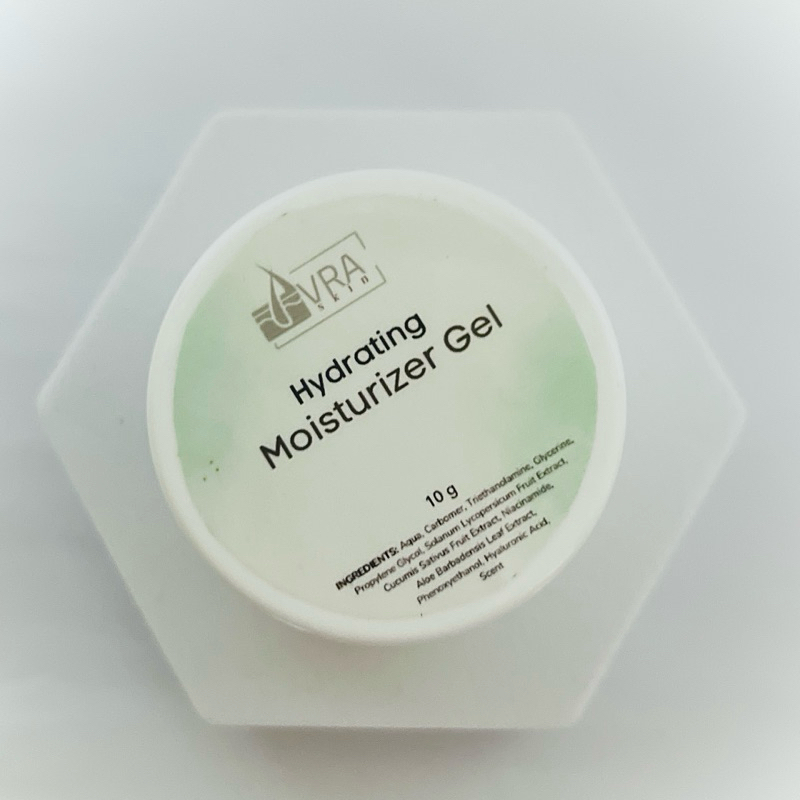 VRA
skin
Hydrating
Moisturizer Gel
10 g
INGREDIENTS: Aqua, Carbomer, Triethanolamine, Glycerine,
Propylene Glycol, Solanum Lycopersicum Fruit Extract,
Cucumis Sativus Fruit Extract, Niacinamide,
Aloe Barbadensis Leaf Extract,
Phenoxyethanol, Hyaluronic Acid,
Scent